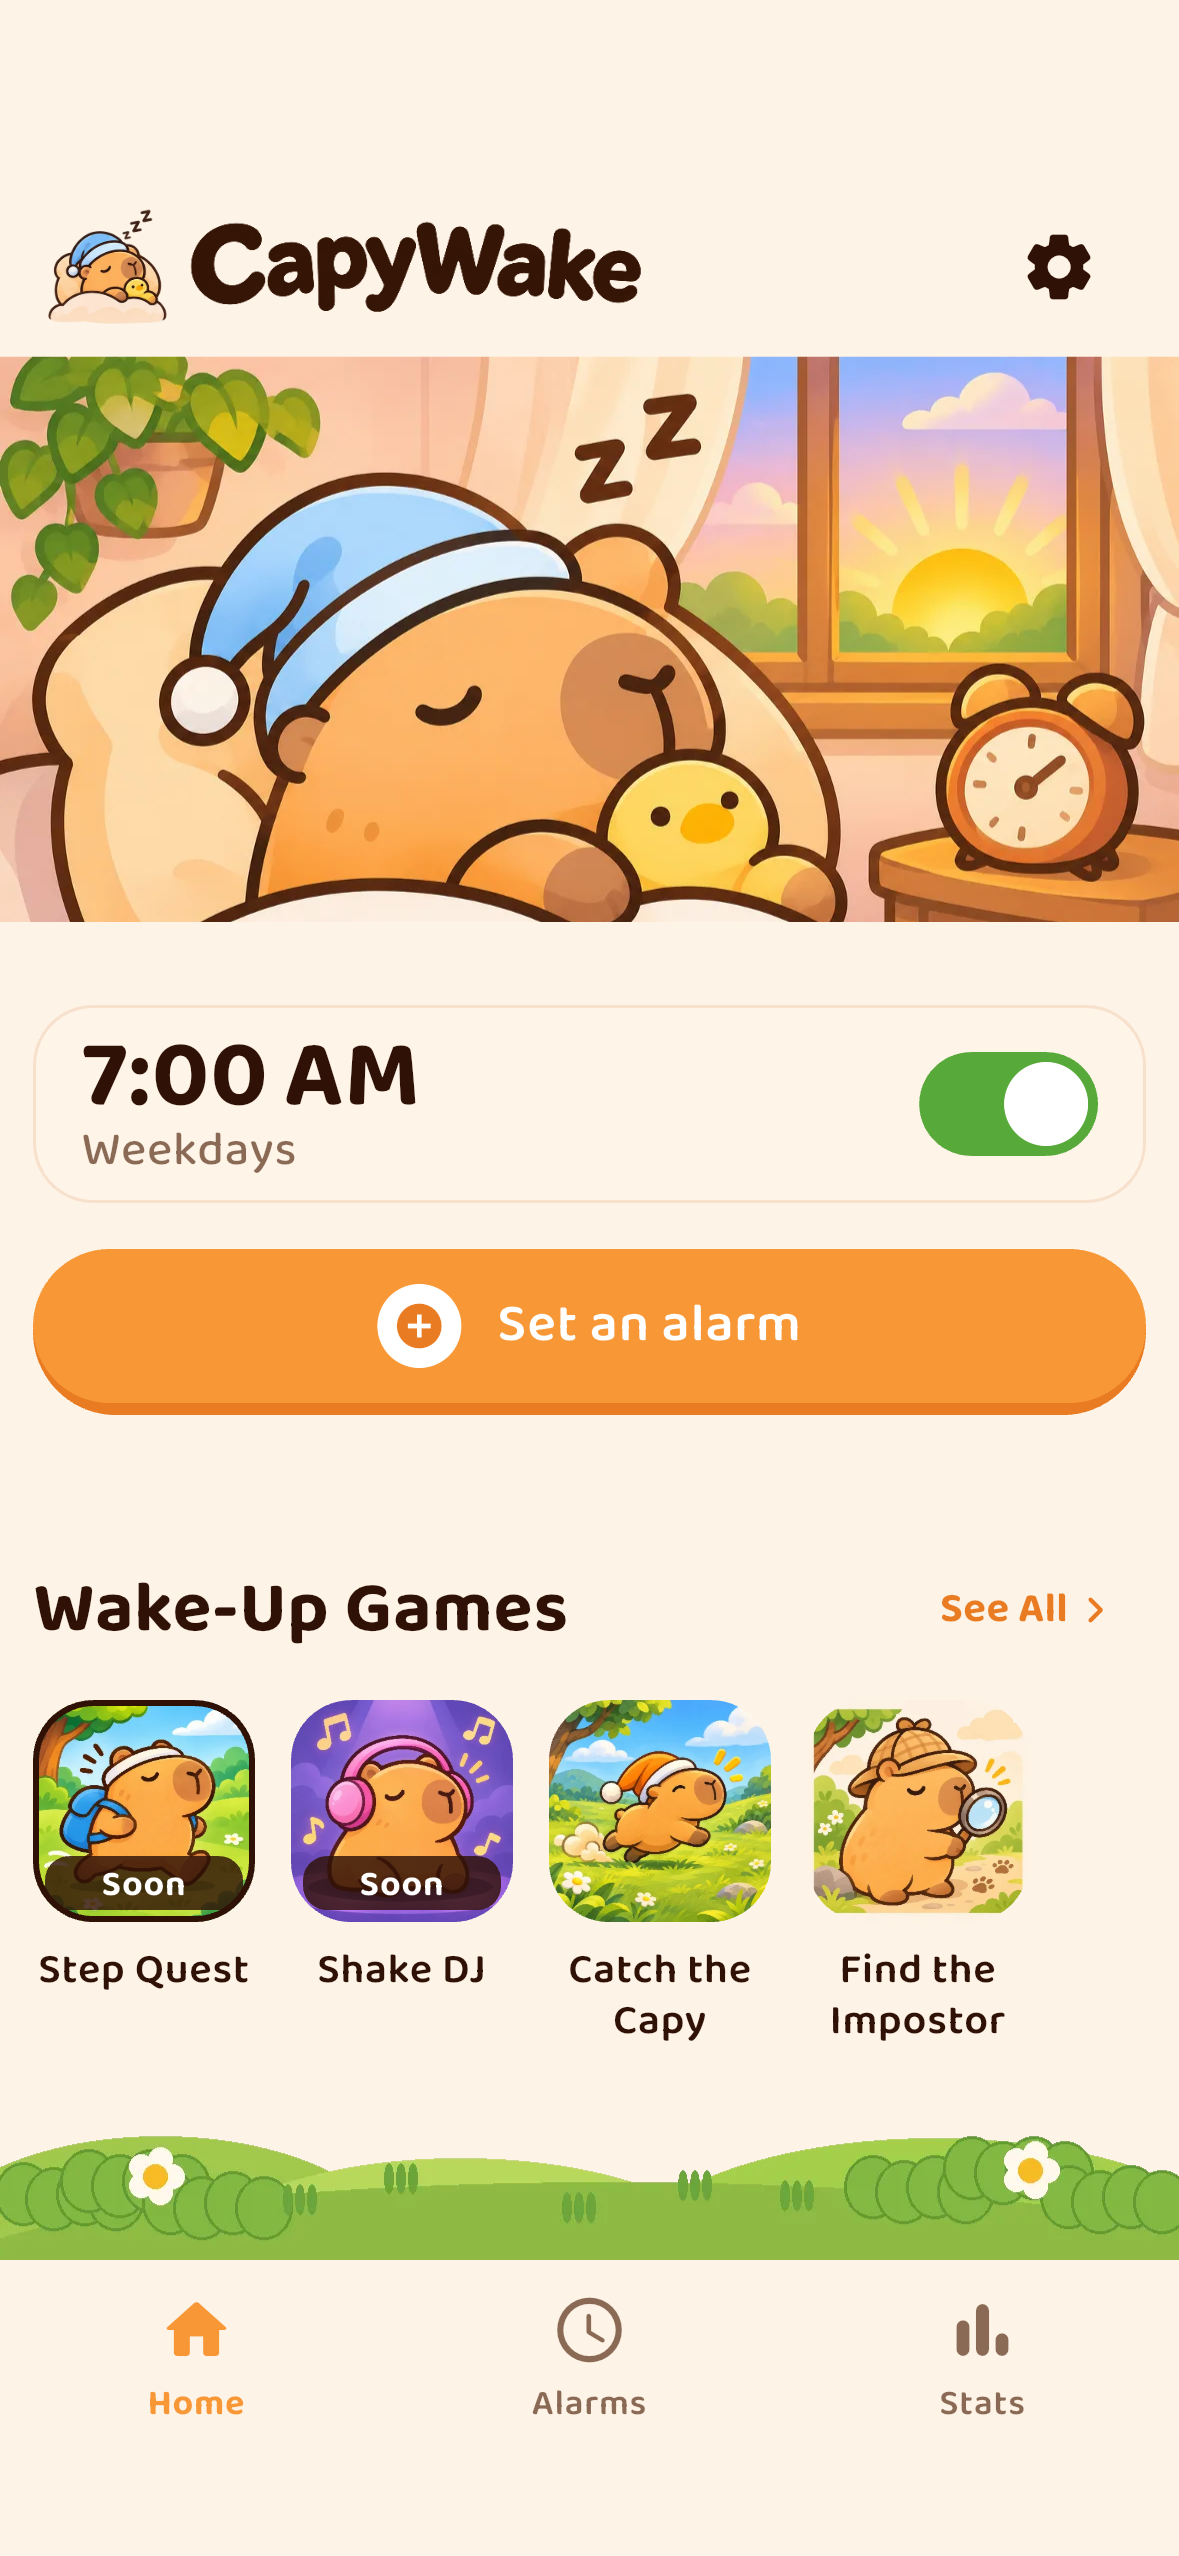 zzz
CapyWake
z z
7:00 AM
Weekdays
Set an alarm
Wake-Up Games
See All
Soon
Soon
Step Quest
Shake DJ
Catch the
Capy
Find the
Impostor
Home
Alarms
Stats